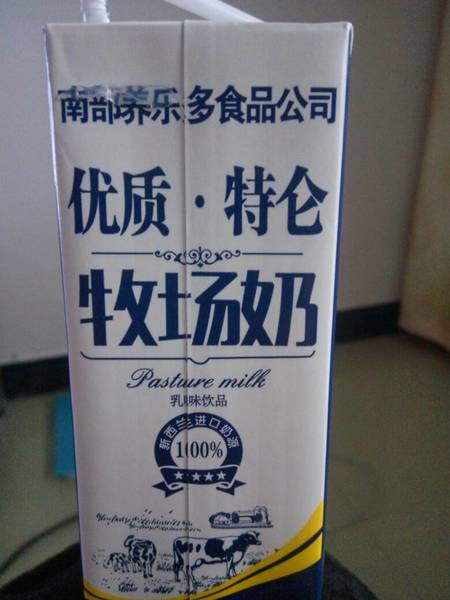 南部养乐多食品公司
优质·特仑
牧场奶
Pasture milk
乳味饮品
新西兰进口奶源
100%